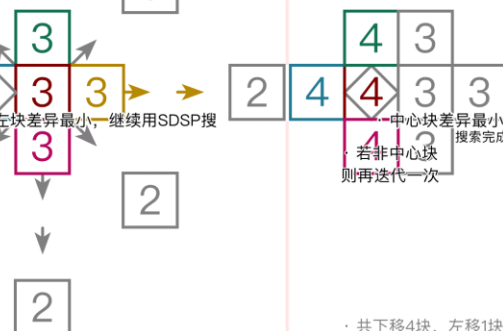 3
4 3
3 3
2 4 4 3 3
左块差异最小，继续用SDSP搜
· 中心块差异最小
搜索完成
3
4 3
· 若非中心块
则再迭代一次
2
2
· 共下移4块，左移1块